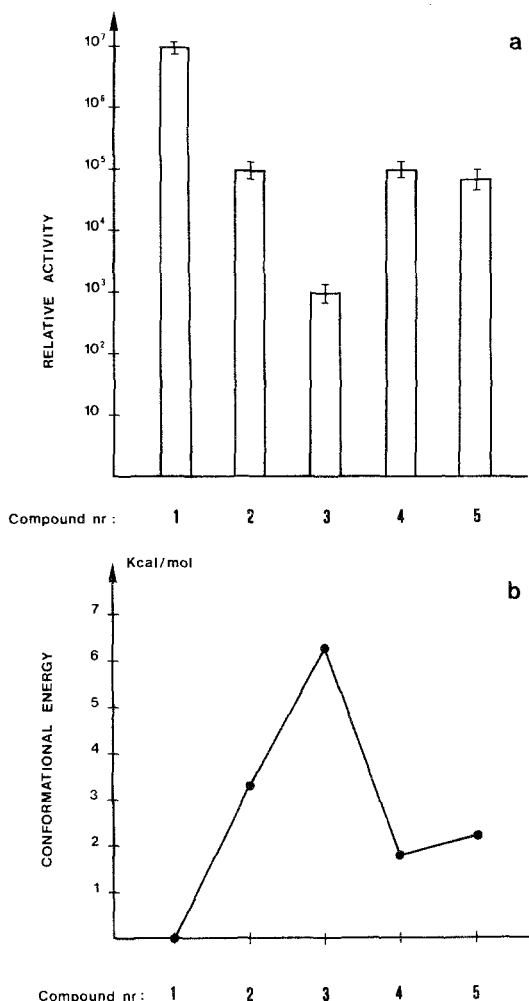 a
10⁷
10⁶
10⁵
10⁴
10³
10²
10
RELATIVE ACTIVITY
Compound nr : 1 2 3 4 5
Kcal/mol
b
7
6
5
4
3
2
1
CONFORMATIONAL ENERGY
Compound nr: 1 2 3 4 5